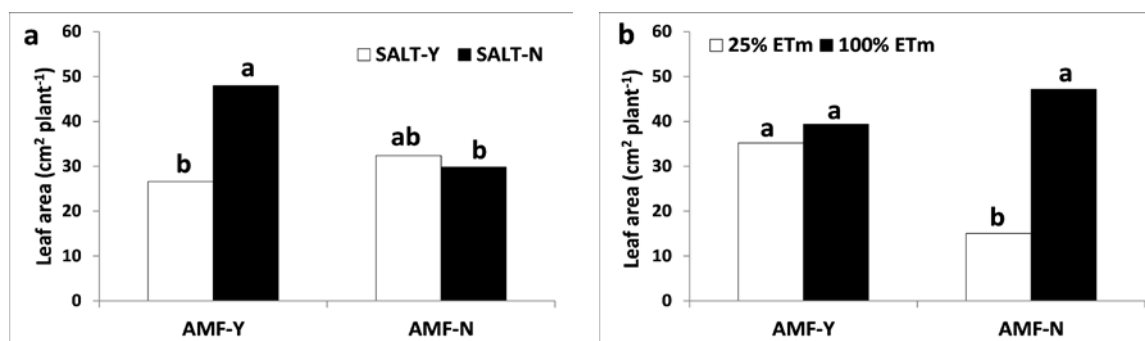 a
Leaf area (cm² plant⁻¹)
60
50
40
30
20
10
0
SALT-Y SALT-N
b
a
ab
b
AMF-Y AMF-N
b
Leaf area (cm² plant⁻¹)
60
50
40
30
20
10
0
25% ETm 100% ETm
a
a
b
a
AMF-Y AMF-N